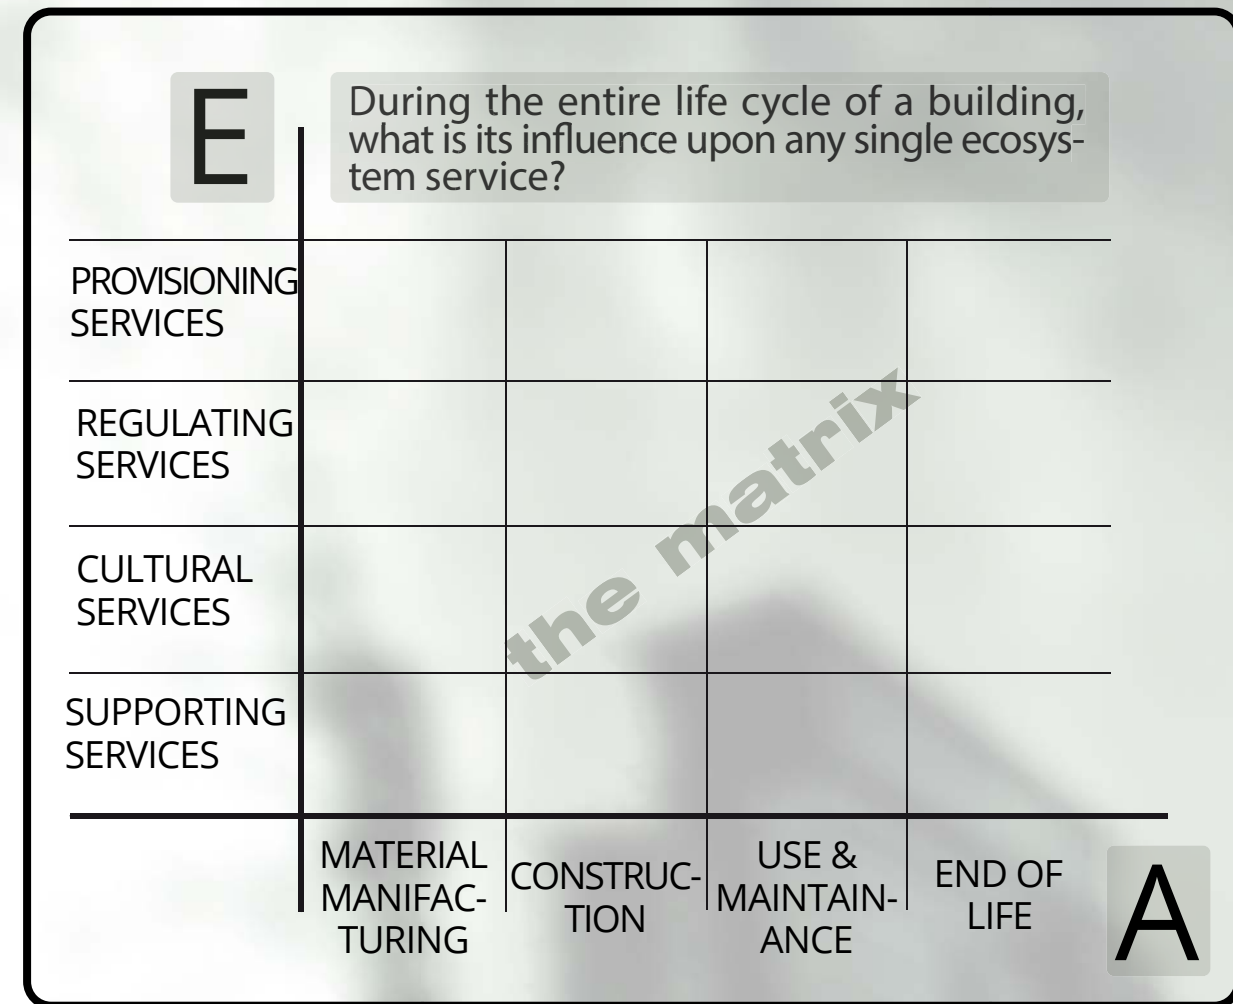 E
During the entire life cycle of a building,
what is its influence upon any single ecosys-
tem service?
PROVISIONING
SERVICES
REGULATING
SERVICES
CULTURAL
SERVICES
SUPPORTING
SERVICES
the matrix
MATERIAL
MANIFAC-
TURING
CONSTRUC-
TION
USE &
MAINTAIN-
ANCE
END OF
LIFE
A